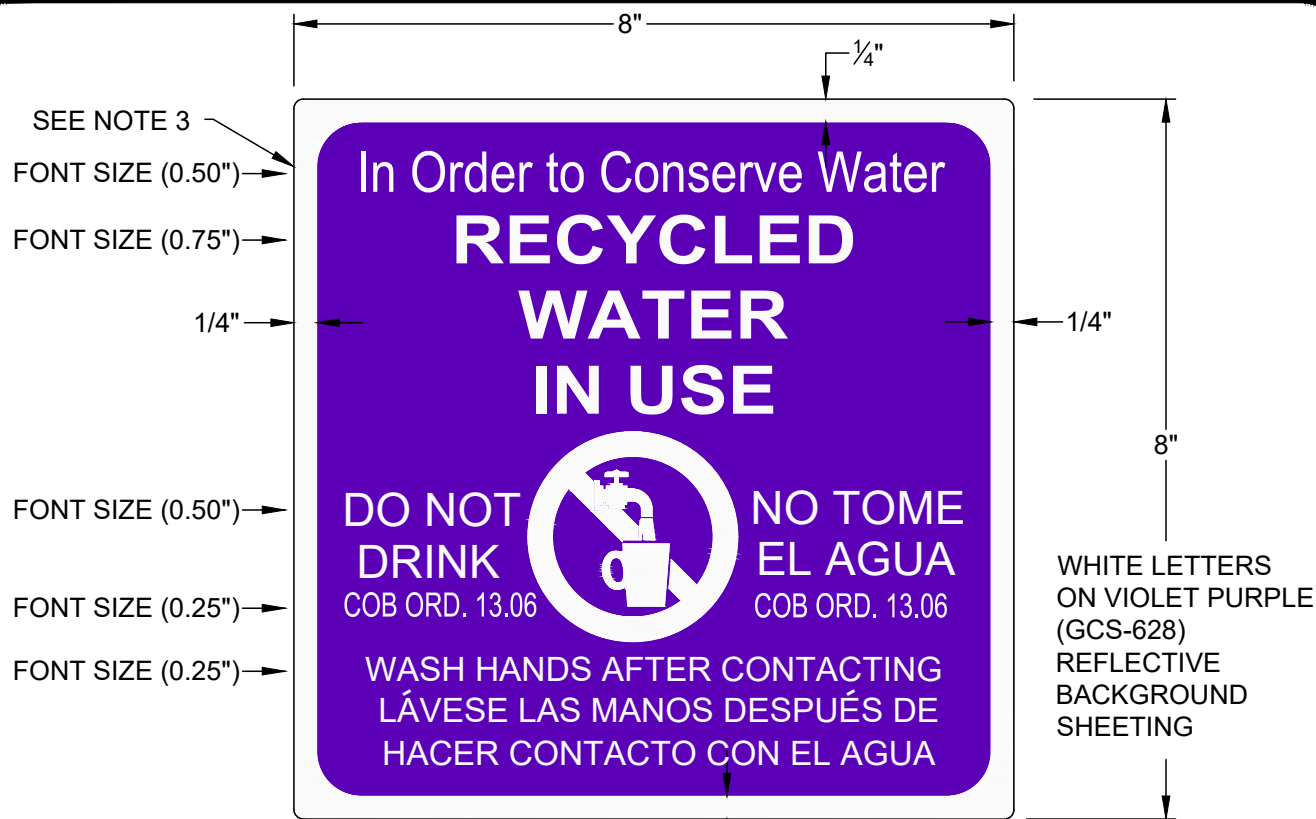 8"
¼"
SEE NOTE 3
FONT SIZE (0.50")
In Order to Conserve Water
FONT SIZE (0.75")
RECYCLED
WATER
1/4"
1/4"
IN USE
8"
FONT SIZE (0.50")
DO NOT
DRINK
COB ORD. 13.06
NO TOME
EL AGUA
COB ORD. 13.06
FONT SIZE (0.25")
FONT SIZE (0.25")
WASH HANDS AFTER CONTACTING
LÁVESE LAS MANOS DESPUÉS DE
HACER CONTACTO CON EL AGUA
WHITE LETTERS
ON VIOLET PURPLE
(GCS-628)
REFLECTIVE
BACKGROUND
SHEETING